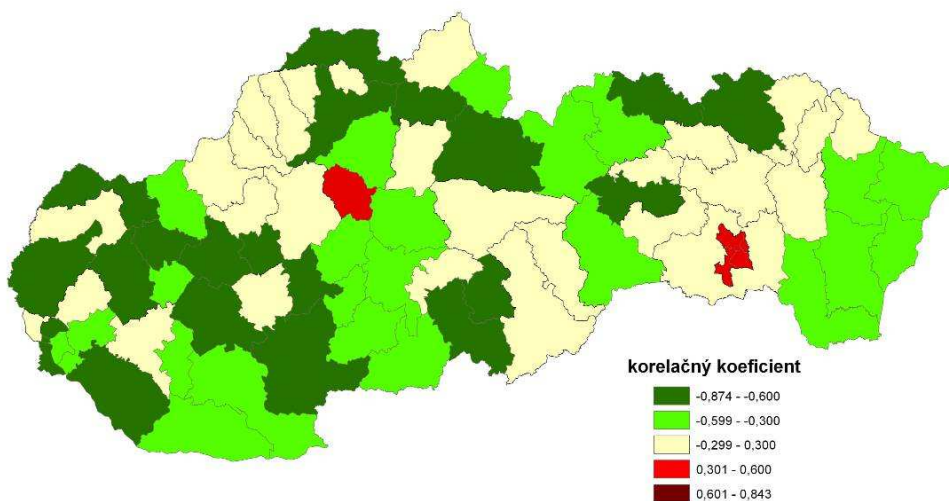 korelačný koeficient
-0,874 - -0,600
-0,599 - -0,300
-0,299 - 0,300
0,301 - 0,600
0,601 - 0,843